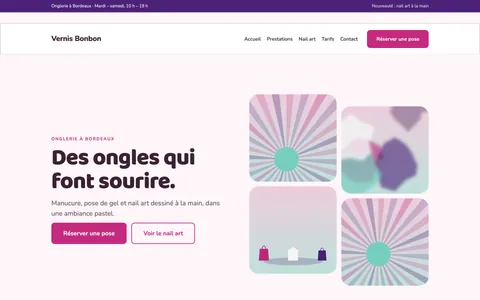 Onglerie à Bordeaux · Mardi – samedi, 10 h – 19 h
Nouveauté : nail art à la main
Vernis Bonbon
Accueil
Prestations
Nail art
Tarifs
Contact
Réserver une pose
ONGLERIE À BORDEAUX
Des ongles qui
font sourire.
Manucure, pose de gel et nail art dessiné à la main, dans
une ambiance pastel.
Réserver une pose
Voir le nail art